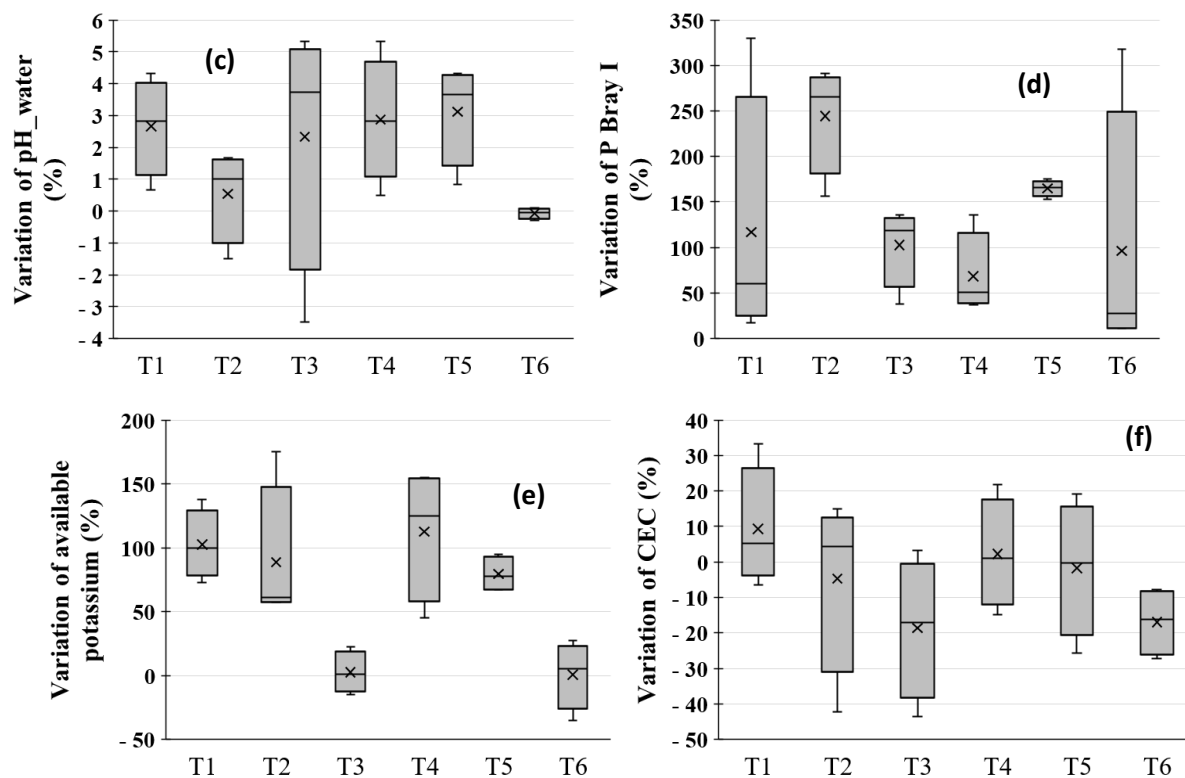 Variation of pH_water
(%)
6
5
4
3
2
1
0
- 1
- 2
- 3
- 4
(c)
T1 T2 T3 T4 T5 T6
Variation of P Bray I
(%)
350
300
250
200
150
100
50
0
(d)
T1 T2 T3 T4 T5 T6
Variation of available
potassium (%)
200
150
100
50
0
- 50
(e)
T1 T2 T3 T4 T5 T6
Variation of CEC (%)
40
30
20
10
0
- 10
- 20
- 30
- 40
- 50
(f)
T1 T2 T3 T4 T5 T6